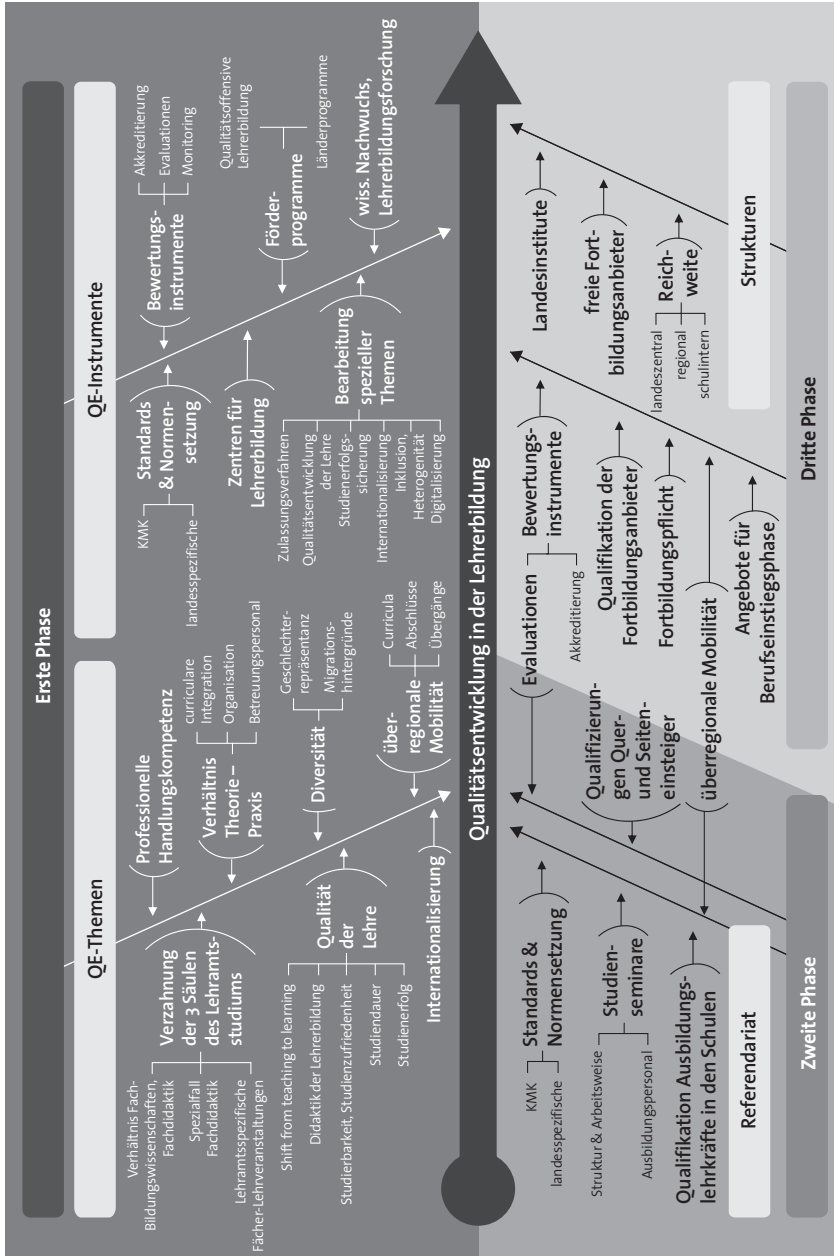 Erste Phase
QE-Themen
QE-Instrumente
Professionelle
Handlungskompetenz
Verhältnis Fach-
Bildungswissenschaften,
Fachdidaktik
Spezialfall
Fachdidaktik
Lehramtsspezifische
Fächer-Lehrveranstaltungen
Verzahnung
der 3 Säulen
des Lehramts-
studiums
Verhältnis
Theorie –
Praxis
curriculare
Integration
Organisation
Betreuungspersonal
Shift from teaching to learning
Didaktik der Lehrerbildung
Studierbarkeit, Studienzufriedenheit
Studiendauer
Studienerfolg
Qualität
der
Lehre
Diversität
Geschlechter-
repräsentanz
Migrations-
hintergründe
Internationalisierung
über-
regionale
Mobilität
Curricula
Abschlüsse
Übergänge
KMK
landesspezifische
Standards
& Normen-
setzung
Bewertungs-
instrumente
Akkreditierung
Evaluationen
Monitoring
Zentren für
Lehrerbildung
Förder-
programme
Qualitätsoffensive
Lehrerbildung
Länderprogramme
Zulassungsverfahren
Qualitätsentwicklung
der Lehre
Studienerfolgs-
sicherung
Internationalisierung
Inklusion,
Heterogenität
Digitalisierung
Bearbeitung
spezieller
Themen
wiss. Nachwuchs,
Lehrerbildungsforschung
Qualitätsentwicklung in der Lehrerbildung
KMK
landesspezifische
Standards &
Normensetzung
Struktur & Arbeitsweise
Ausbildungspersonal
Studien-
seminare
Qualifikation Ausbildungs-
lehrkräfte in den Schulen
Evaluationen
Akkreditierung
Bewertungs-
instrumente
Qualifizierun-
gen Quer-
und Seiten-
einsteiger
überregionale Mobilität
Qualifikation der
Fortbildungsanbieter
Fortbildungspflicht
Angebote für
Berufseinstiegsphase
Landesinstitute
freie Fort-
bildungsanbieter
landeszentral
regional
schulintern
Reich-
weite
Referendariat
Strukturen
Zweite Phase
Dritte Phase